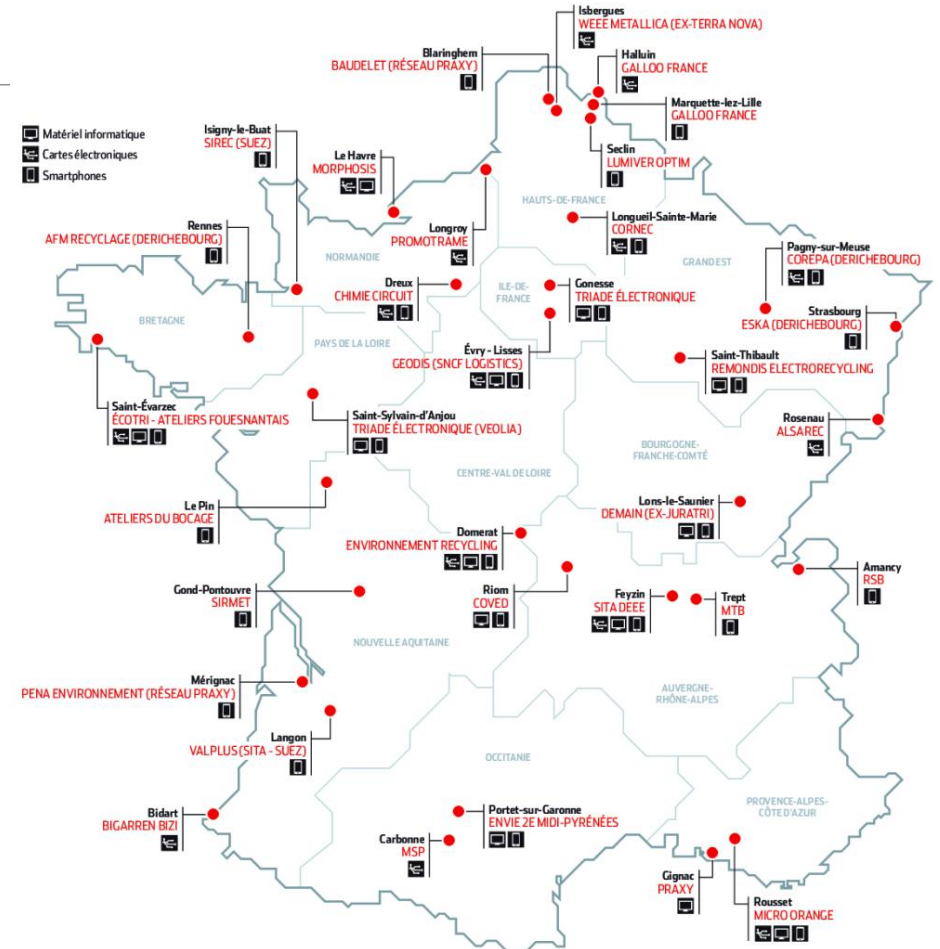 Isbergues
WEEE METALLICA (EX-TERRA NOVA)
Blaringhem
BAUDELET (RÉSEAU PRAXY)
Halluin
GALLOO FRANCE
Marquette-lez-Lille
GALLOO FRANCE
Seclin
LUMIVER OPTIM
Matériel informatique
Cartes électroniques
Smartphones
Isigny-le-Buat
SIREC (SUEZ)
Le Havre
MORPHOSIS
HAUTS-DE-FRANCE
Longueil-Sainte-Marie
CORNEC
Rennes
AFM RECYCLAGE (DERICHEBOURG)
Longroy
PROMOTRAME
NORMANDIE
GRAND EST
Pagny-sur-Meuse
COREPA (DERICHEBOURG)
Dreux
CHIMIE CIRCUIT
ILE-DE-
FRANCE
Gonesse
TRIADE ÉLECTRONIQUE
Strasbourg
ESKA (DERICHEBOURG)
BRETAGNE
PAYS DE LA LOIRE
Évry - Lisses
GEODIS (SNCF LOGISTICS)
Saint-Thibault
REMONDIS ELECTRORECYCLING
Saint-Évarzec
ÉCOTRI - ATELIERS FOUESNANTAIS
Saint-Sylvain-d'Anjou
TRIADE ÉLECTRONIQUE (VEOLIA)
Rosenau
ALSAREC
BOURGOGNE-
FRANCHE-COMTÉ
CENTRE-VAL DE LOIRE
Le Pin
ATELIERS DU BOCAGE
Lons-le-Saunier
DEMAIN (EX-JURATRI)
Domerat
ENVIRONNEMENT RECYCLING
Amancy
RSB
Gond-Pontouvre
SIRMET
Riom
COVED
Feyzin
SITA DEEE
Trept
MTB
NOUVELLE AQUITAINE
Mérignac
PENA ENVIRONNEMENT (RÉSEAU PRAXY)
AUVERGNE-
RHÔNE-ALPES
Langon
VALPLUS (SITA - SUEZ)
OCCITANIE
PROVENCE-ALPES-
CÔTE D'AZUR
Bidart
BIGARREN BIZI
Portet-sur-Garonne
ENVIE 2E MIDI-PYRÉNÉES
Carbonne
MSP
Gignac
PRAXY
Rousset
MICRO ORANGE